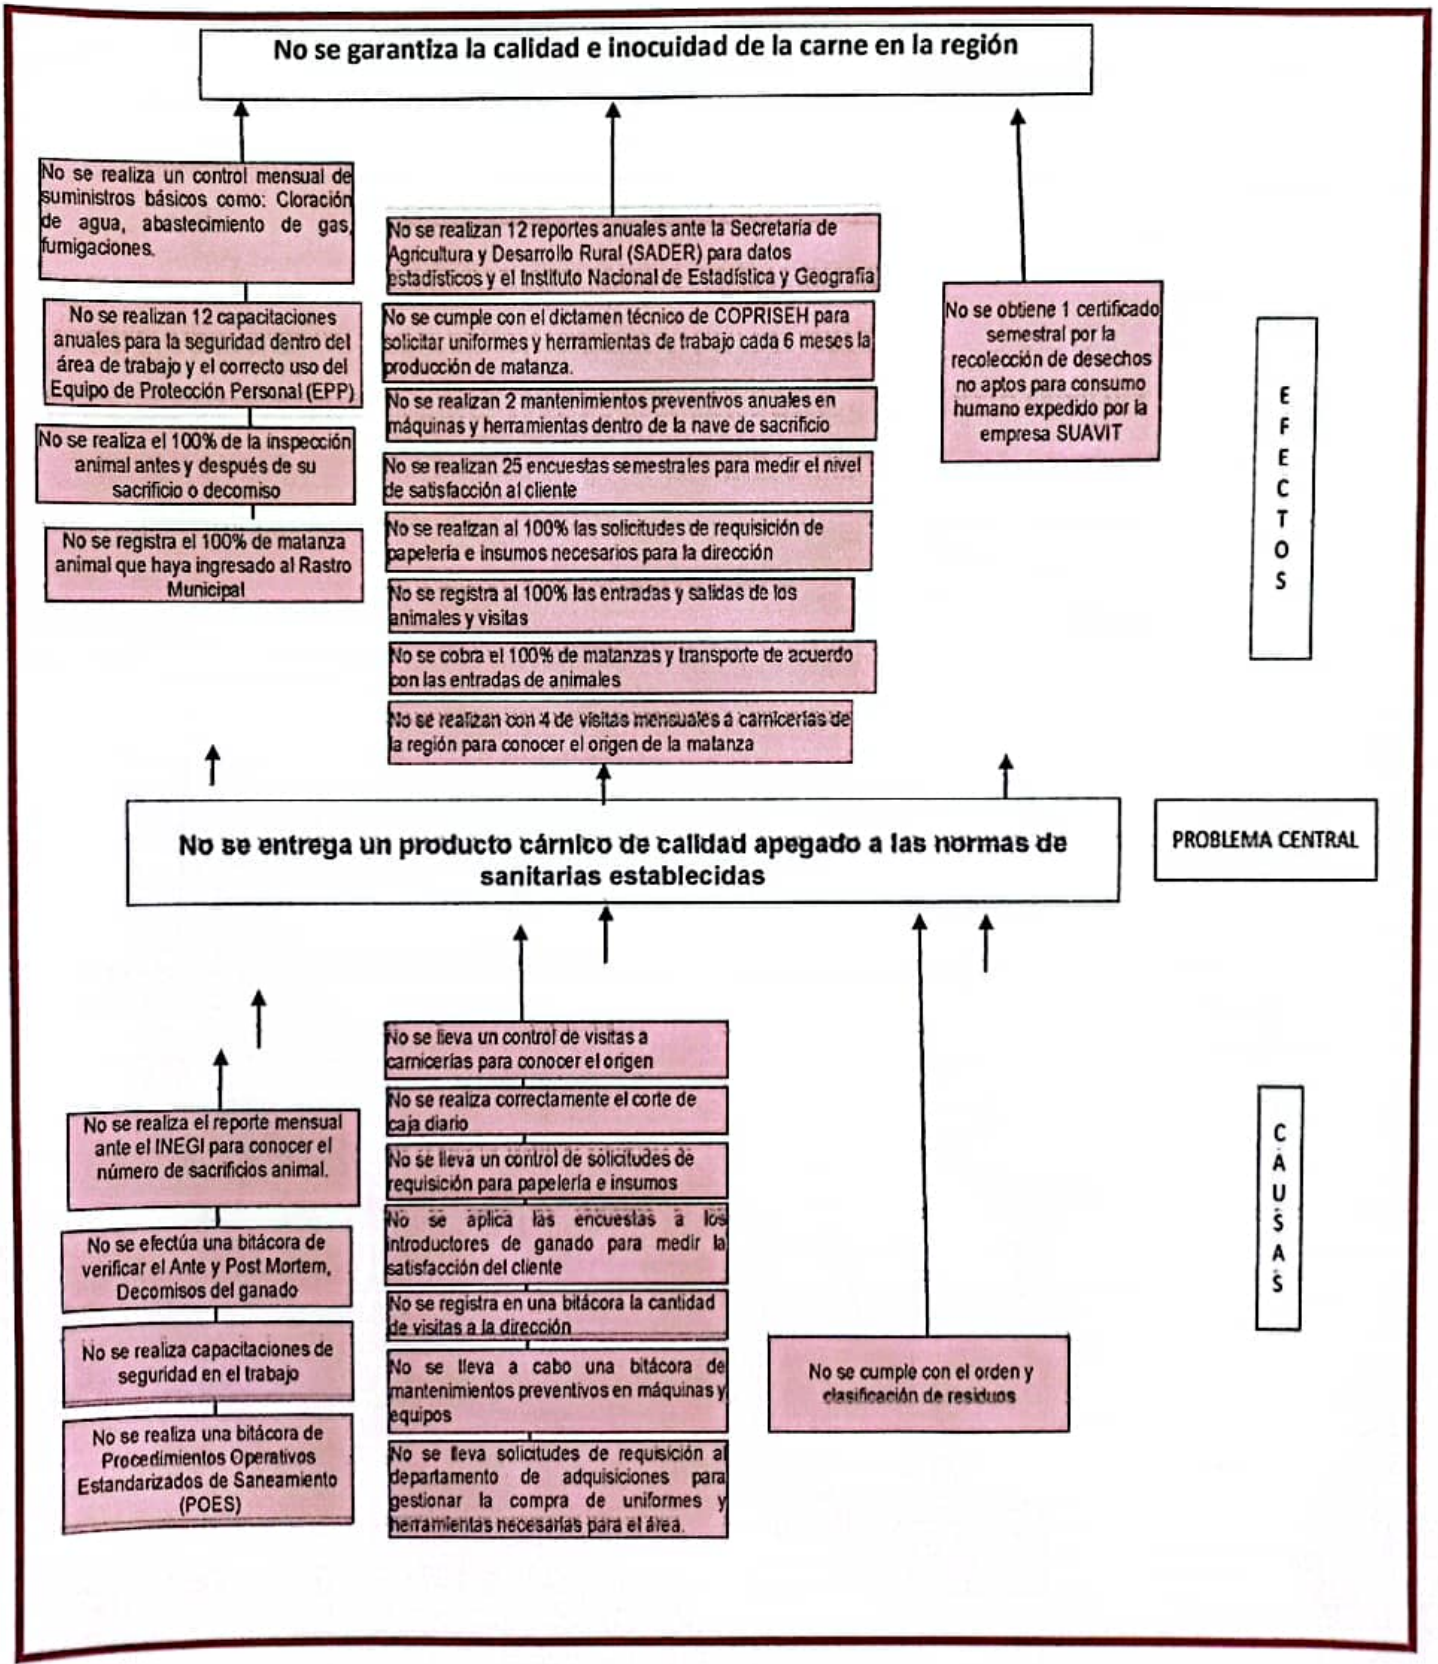 No se garantiza la calidad e inocuidad de la carne en la región
No se realiza un control mensual de
suministros básicos como: Cloración
de agua, abastecimiento de gas,
fumigaciones.
No se realizan 12 capacitaciones
anuales para la seguridad dentro del
área de trabajo y el correcto uso del
Equipo de Protección Personal (EPP)
No se realiza el 100% de la inspección
animal antes y después de su
sacrificio o decomiso
No se registra el 100% de matanza
animal que haya ingresado al Rastro
Municipal
No se realizan 12 reportes anuales ante la Secretaria de
Agricultura y Desarrollo Rural (SADER) para datos
estadísticos y el Instituto Nacional de Estadística y Geografía
No se cumple con el dictamen técnico de COPRISEH para
solicitar uniformes y herramientas de trabajo cada 6 meses la
producción de matanza.
No se realizan 2 mantenimientos preventivos anuales en
máquinas y herramientas dentro de la nave de sacrificio
No se realizan 25 encuestas semestrales para medir el nivel
de satisfacción al cliente
No se realizan al 100% las solicitudes de requisición de
papelería e insumos necesarios para la dirección
No se registra al 100% las entradas y salidas de los
animales y visitas
No se cobra el 100% de matanzas y transporte de acuerdo
con las entradas de animales
No se realizan con 4 de visitas mensuales a carnicerías de
la región para conocer el origen de la matanza
No se obtiene 1 certificado
semestral por la
recolección de desechos
no aptos para consumo
humano expedido por la
empresa SUAVIT
E
F
E
C
T
O
S
No se entrega un producto cárnico de calidad apegado a las normas de
sanitarias establecidas
PROBLEMA CENTRAL
No se realiza el reporte mensual
ante el INEGI para conocer el
número de sacrificios animal.
No se efectúa una bitácora de
verificar el Ante y Post Mortem,
Decomisos del ganado
No se realiza capacitaciones de
seguridad en el trabajo
No se realiza una bitácora de
Procedimientos Operativos
Estandarizados de Saneamiento
(POES)
No se lleva un control de visitas a
carnicerías para conocer el origen
No se realiza correctamente el corte de
caja diario
No se lleva un control de solicitudes de
requisición para papelería e insumos
No se aplica las encuestas a los
introductores de ganado para medir la
satisfacción del cliente
No se registra en una bitácora la cantidad
de visitas a la dirección
No se lleva a cabo una bitácora de
mantenimientos preventivos en máquinas y
equipos
No se lleva solicitudes de requisición al
departamento de adquisiciones para
gestionar la compra de uniformes y
herramientas necesarias para el área.
No se cumple con el orden y
clasificación de residuos
C
A
U
S
A
S